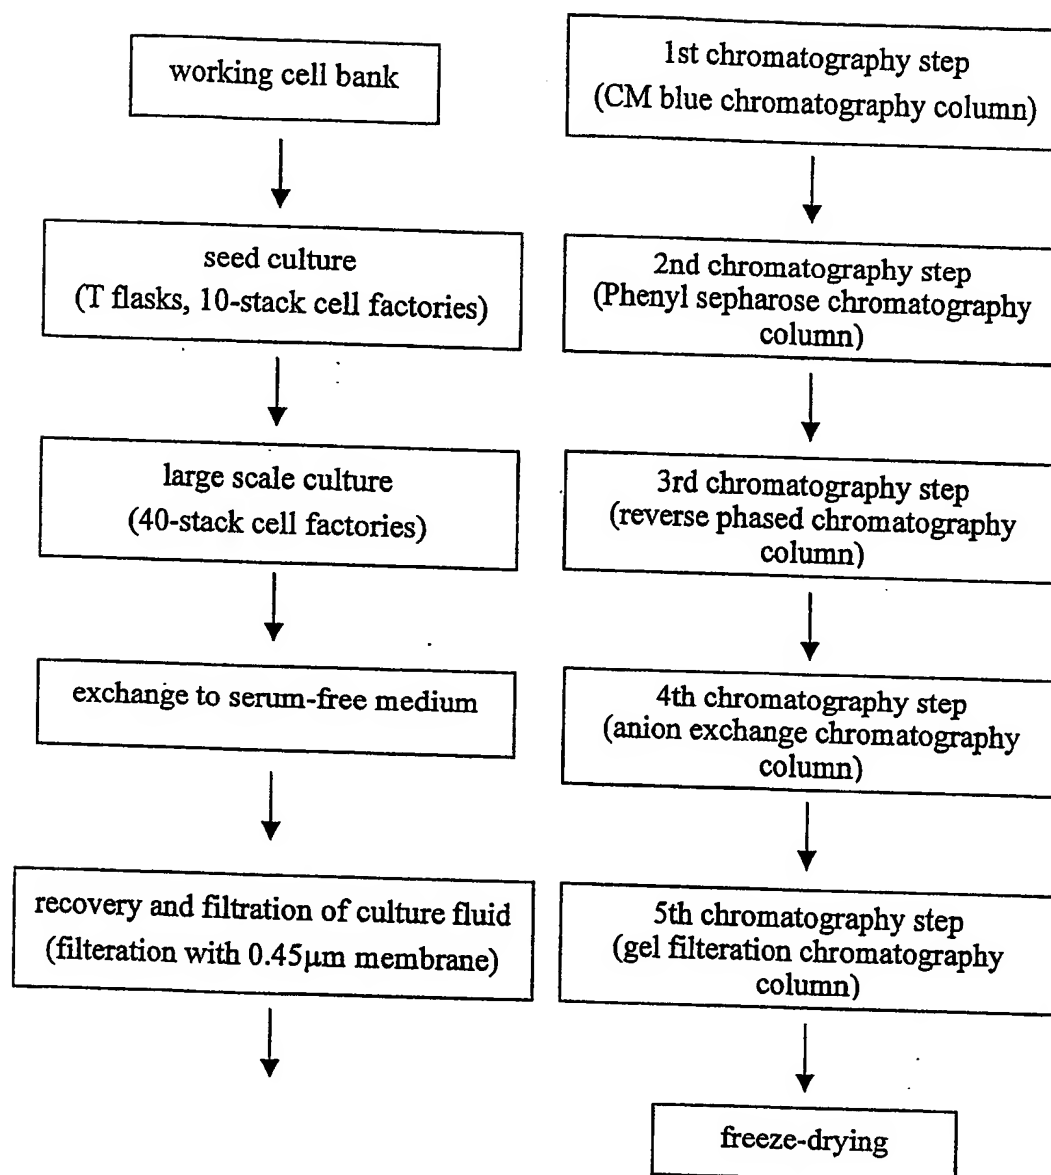 working cell bank
seed culture
(T flasks, 10-stack cell factories)
large scale culture
(40-stack cell factories)
exchange to serum-free medium
recovery and filtration of culture fluid
(filteration with 0.45μm membrane)
1st chromatography step
(CM blue chromatography column)
2nd chromatography step
(Phenyl sepharose chromatography
column)
3rd chromatography step
(reverse phased chromatography
column)
4th chromatography step
(anion exchange chromatography
column)
5th chromatography step
(gel filteration chromatography
column)
freeze-drying